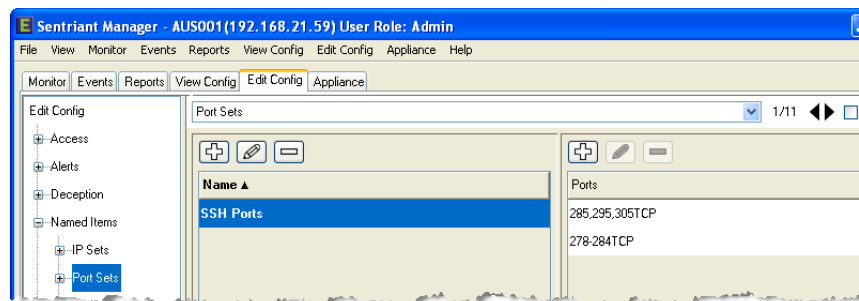 E Sentriant Manager - AUS001(192.168.21.59) User Role: Admin
File View Monitor Events Reports View Config Edit Config Appliance Help
Monitor Events Reports View Config Edit Config Appliance
Edit Config
Port Sets 1/11
Access
Alerts
Deception
Named Items
IP Sets
Port Sets
Name
SSH Ports
Ports
285,295,305TCP
278-284TCP